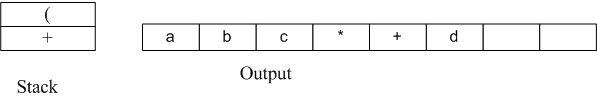 (
+ a b c * + d
Stack Output